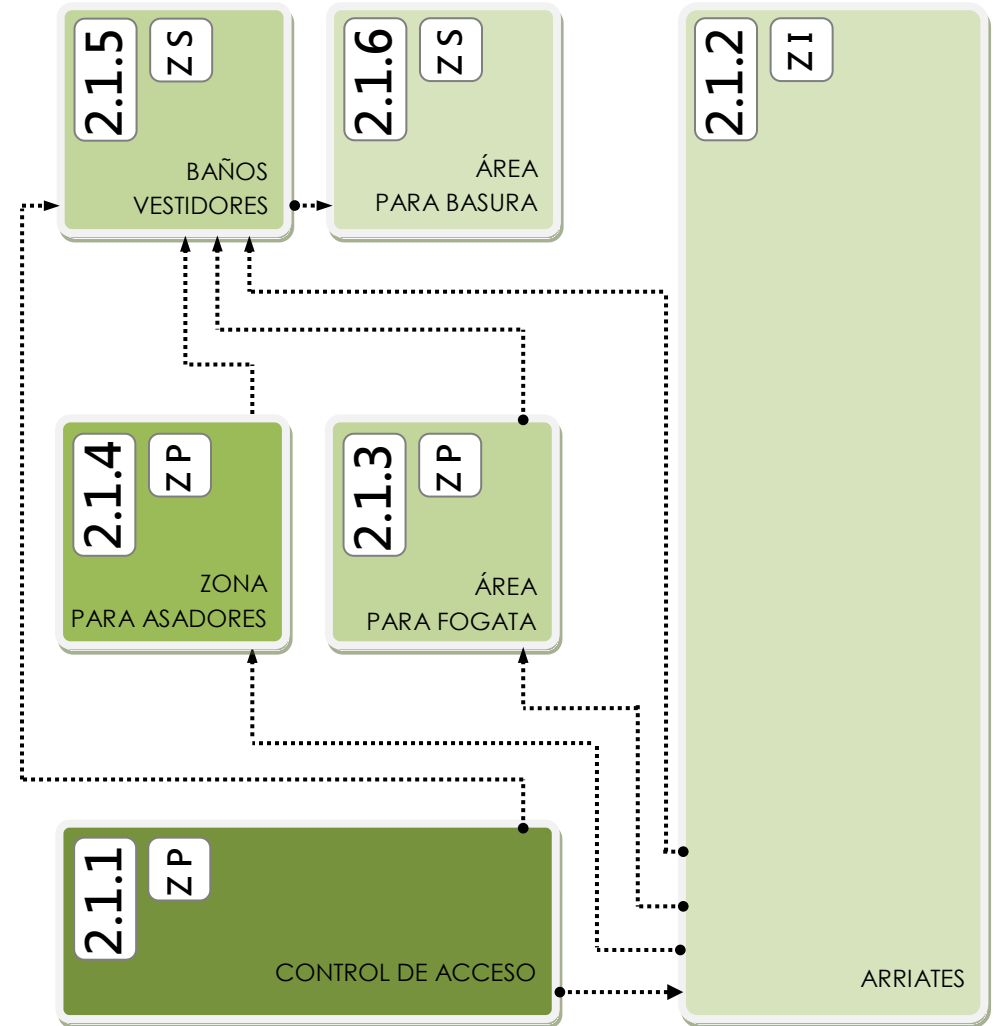 2.1.5
Z S
BAÑOS
VESTIDORES
2.1.6
Z S
ÁREA
PARA BASURA
2.1.2
Z I
ARRIATES
2.1.4
Z P
ZONA
PARA ASADORES
2.1.3
Z P
ÁREA
PARA FOGATA
2.1.1
Z P
CONTROL DE ACCESO